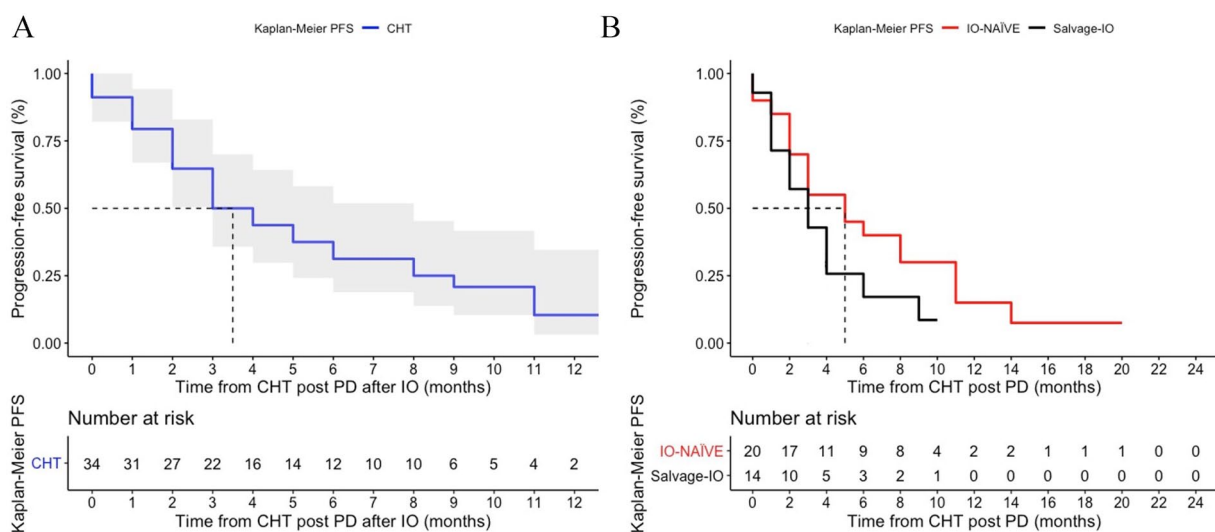 A
Kaplan-Meier PFS CHT
Progression-free survival (%)
1.00
0.75
0.50
0.25
0.00
0 1 2 3 4 5 6 7 8 9 10 11 12
Time from CHT post PD after IO (months)
Kaplan-Meier PFS
Number at risk
CHT 34 31 27 22 16 14 12 10 10 6 5 4 2
0 1 2 3 4 5 6 7 8 9 10 11 12
Time from CHT post PD after IO (months)
B
Kaplan-Meier PFS IO-NAÏVE Salvage-IO
Progression-free survival (%)
1.00
0.75
0.50
0.25
0.00
0 2 4 6 8 10 12 14 16 18 20 22 24
Time from CHT post PD (months)
Kaplan-Meier PFS
Number at risk
IO-NAÏVE 20 17 11 9 8 4 2 2 1 1 1 0 0
Salvage-IO 14 10 5 3 2 1 0 0 0 0 0 0 0
0 2 4 6 8 10 12 14 16 18 20 22 24
Time from CHT post PD (months)